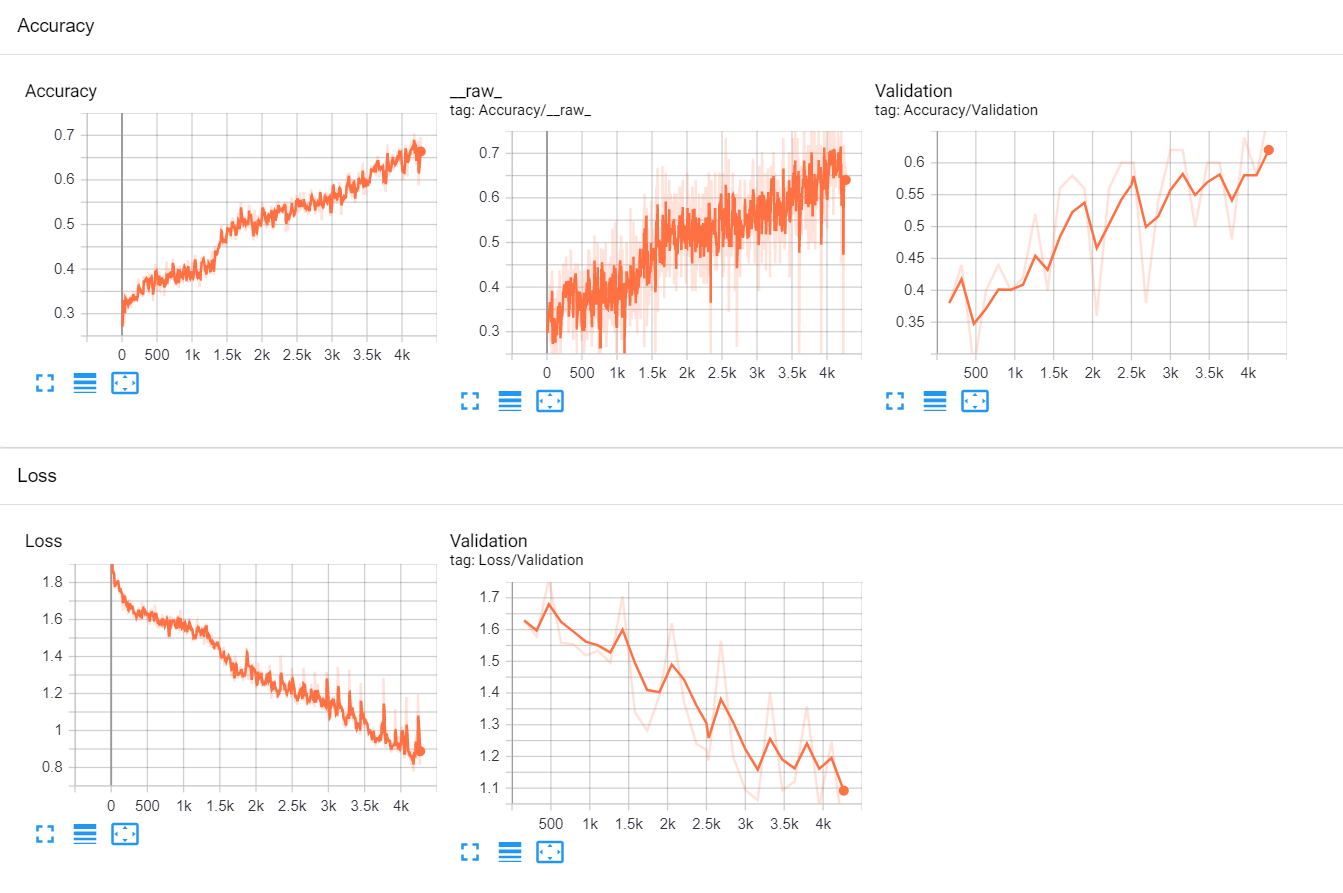 Accuracy
Accuracy
0.7
0.6
0.5
0.4
0.3
0 500 1k 1.5k 2k 2.5k 3k 3.5k 4k
__raw_
tag: Accuracy/__raw_
0.7
0.6
0.5
0.4
0.3
0 500 1k 1.5k 2k 2.5k 3k 3.5k 4k
Validation
tag: Accuracy/Validation
0.6
0.55
0.5
0.45
0.4
0.35
500 1k 1.5k 2k 2.5k 3k 3.5k 4k
Loss
Loss
1.8
1.6
1.4
1.2
1
0.8
0 500 1k 1.5k 2k 2.5k 3k 3.5k 4k
Validation
tag: Loss/Validation
1.7
1.6
1.5
1.4
1.3
1.2
1.1
500 1k 1.5k 2k 2.5k 3k 3.5k 4k